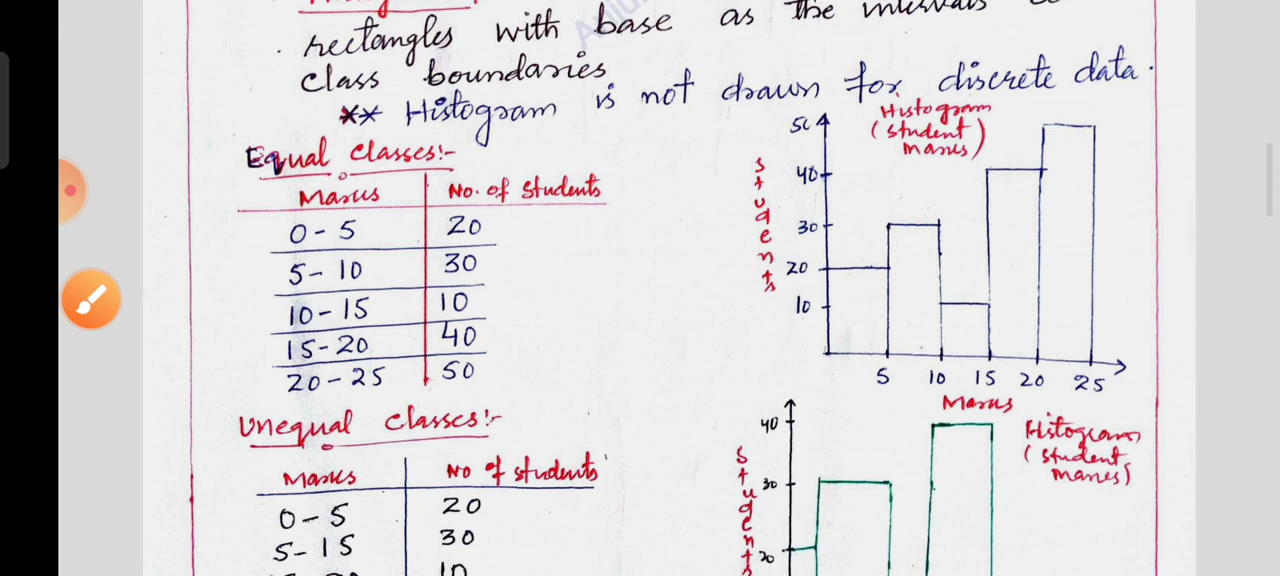 rectangles with base as the intervals
class boundaries
** Histogram is not drawn for discrete data.
Equal classes:-
Marks No. of Students
0 - 5 20
5 - 10 30
10 - 15 10
15 - 20 40
20 - 25 50
Histogram
(student
marks)
Students
50
40
30
20
10
5 10 15 20 25
Marks
Unequal classes:-
Marks No of students
0 - 5 20
5 - 15 30
10
Histogram
(student
marks)
Students
40
30
20